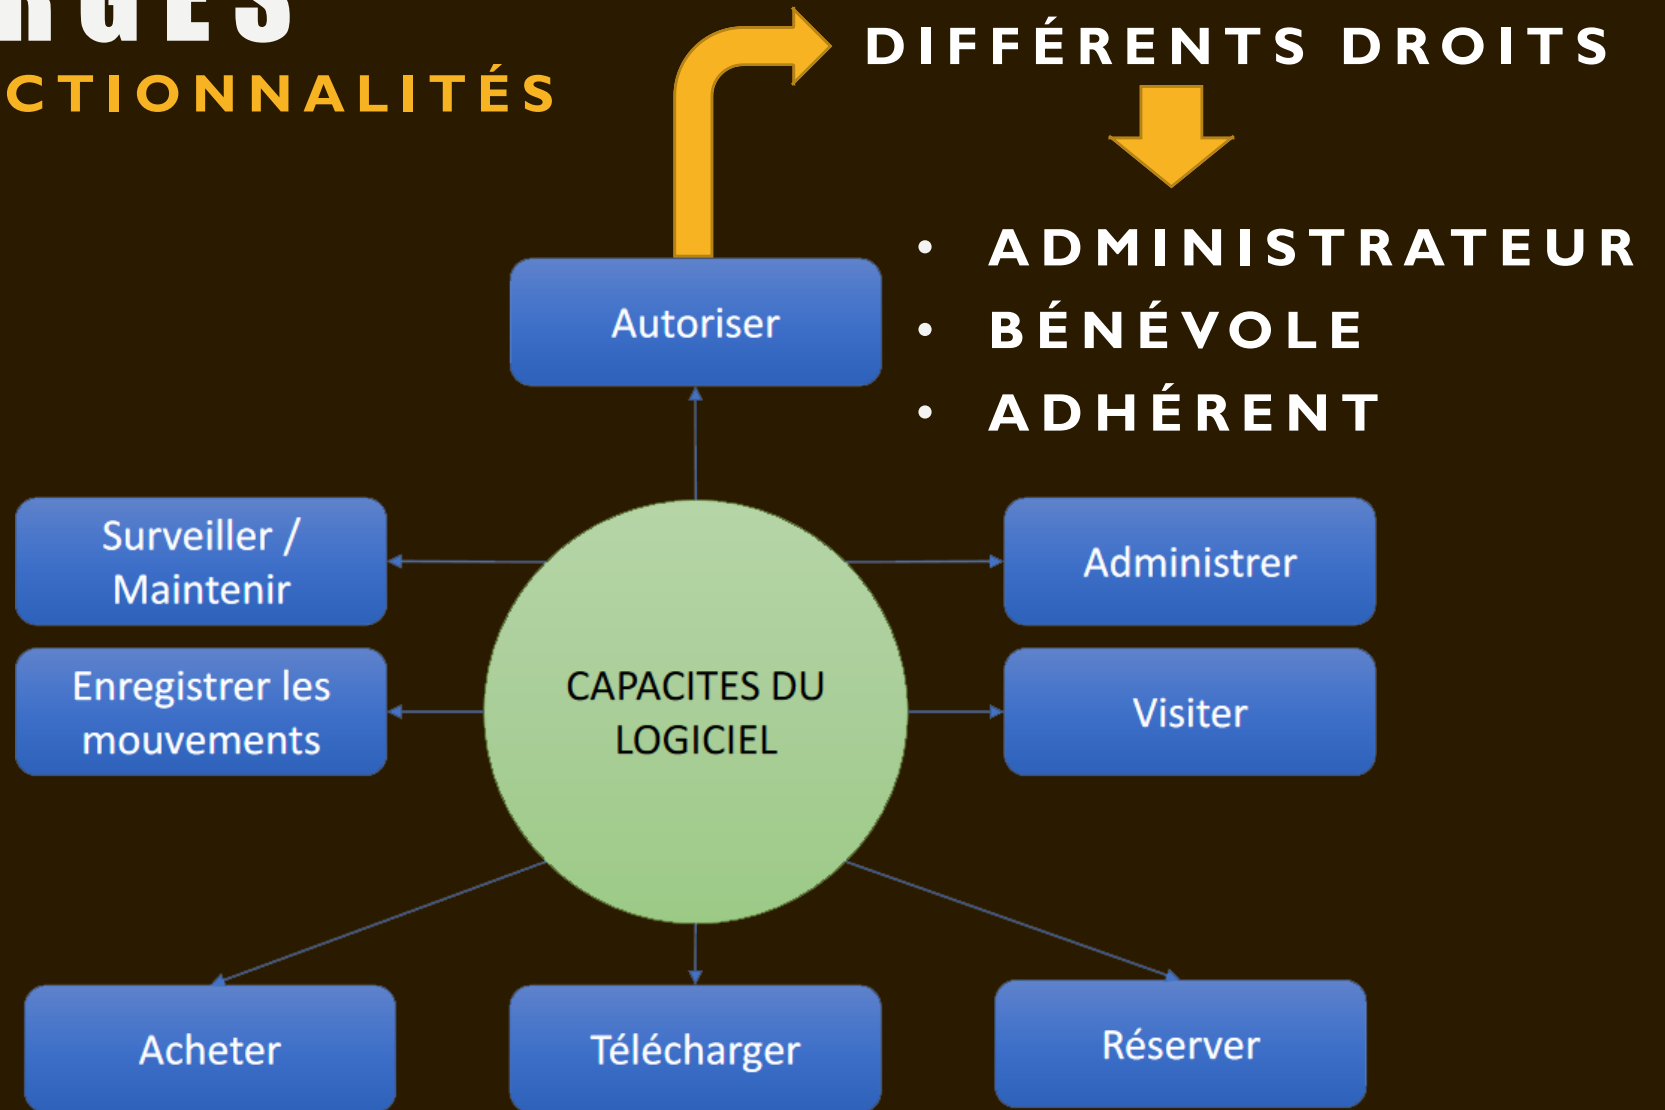 RGES
CTIONNALITÉS
DIFFÉRENTS DROITS
• ADMINISTRATEUR
• BÉNÉVOLE
• ADHÉRENT
Autoriser
Surveiller /
Maintenir
Administrer
Enregistrer les
mouvements
CAPACITES DU
LOGICIEL
Visiter
Acheter
Télécharger
Réserver